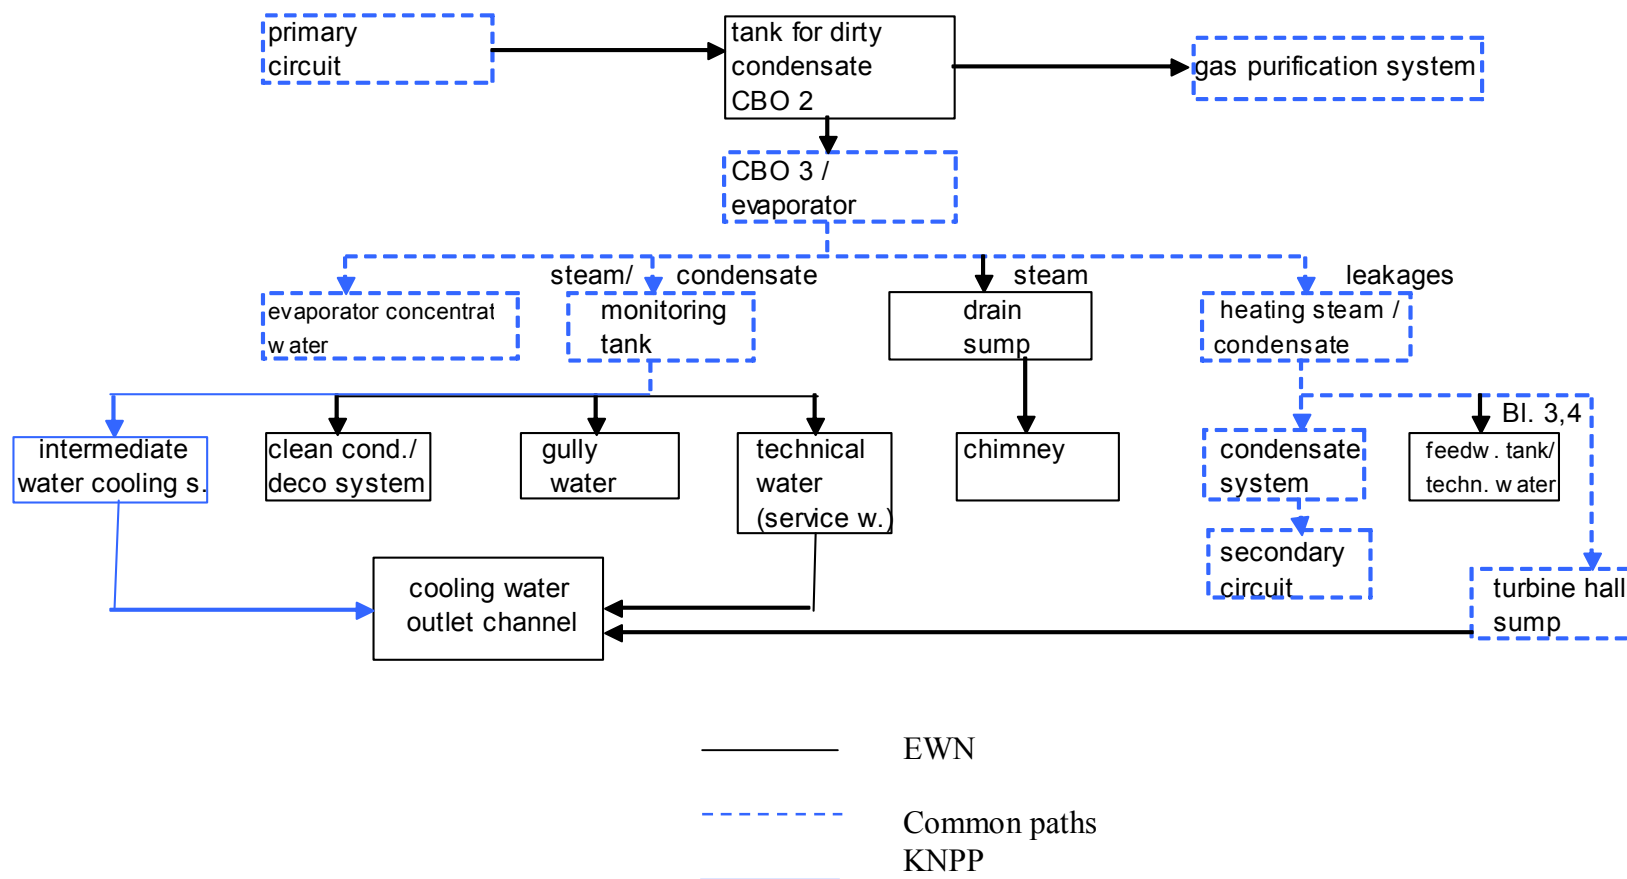 primary
circuit
tank for dirty
condensate
CBO 2
gas purification system
CBO 3 /
evaporator
steam/ condensate
steam
leakages
evaporator concentrat
water
monitoring
tank
drain
sump
heating steam /
condensate
Bl. 3,4
intermediate
water cooling s.
clean cond./
deco system
gully
water
technical
water
(service w.)
chimney
condensate
system
feedw. tank/
techn. water
secondary
circuit
turbine hall
sump
cooling water
outlet channel
EWN
Common paths
KNPP